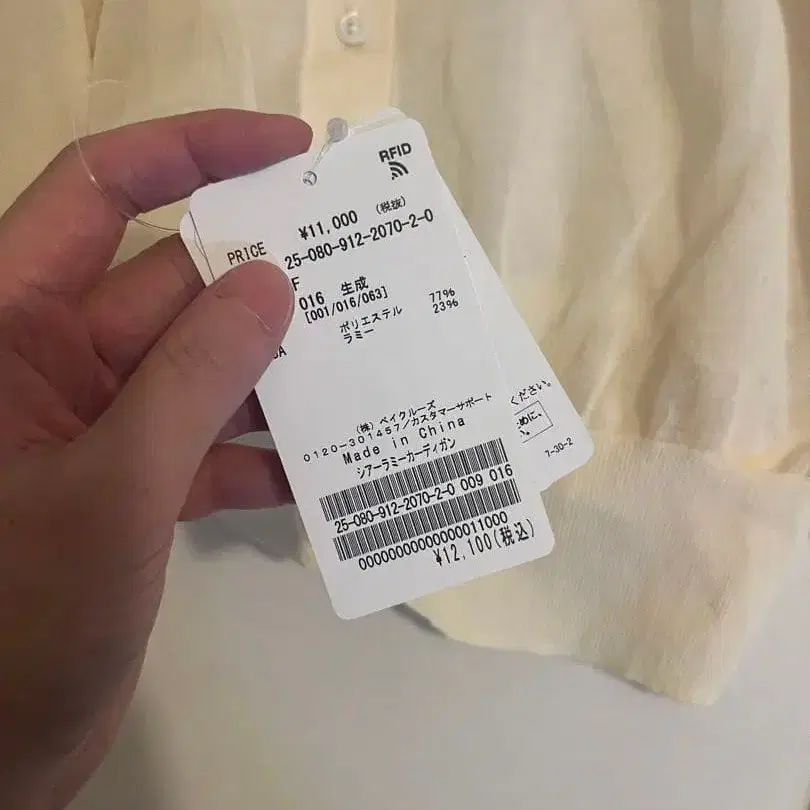 RFID
PRICE ¥11,000 (税抜)
25-080-912-2070-2-0
F
016 生成
[001/016/063]
ポリエステル 77%
ラミー 23%
(株) ベイクルーズ
0120-301457/カスタマーサポート
Made in China
シアーラミーカーディガン
25-080-912-2070-2-0 009 016
0000000000000011000
¥12,100(税込)
ください。
めに、
7-30-2